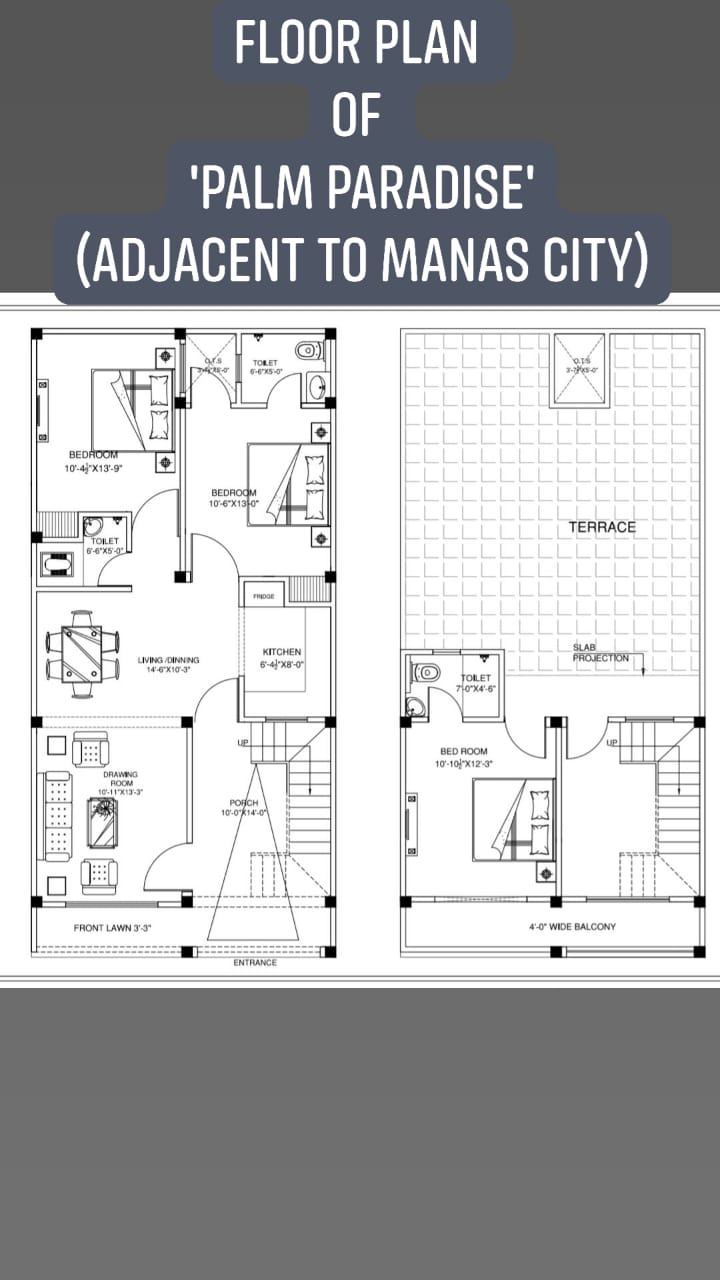 FLOOR PLAN
OF
'PALM PARADISE'
(ADJACENT TO MANAS CITY)
O.T.S
TOILET
6'-6"X5'-0"
BEDROOM
10'-4½"X13'-9"
BEDROOM
10'-6"X13'-0"
TOILET
6'-6"X5'-0"
FRIDGE
KITCHEN
6'-4½"X8'-0"
LIVING /DINNING
14'-6"X10'-3"
UP
DRAWING
ROOM
10'-11"X13'-3"
PORCH
10'-0"X14'-0"
FRONT LAWN 3'-3"
ENTRANCE
O.T.S
3'-7½"X5'-0"
TERRACE
SLAB
PROJECTION
TOILET
7'-0"X4'-6"
UP
BED ROOM
10'-10½"X12'-3"
4'-0" WIDE BALCONY